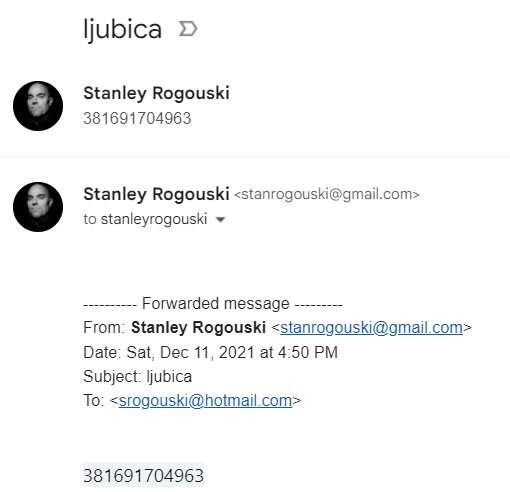 ljubica
Stanley Rogouski
381691704963
Stanley Rogouski <stanrogouski@gmail.com>
to stanleyrogouski
---------- Forwarded message ---------
From: Stanley Rogouski <stanrogouski@gmail.com>
Date: Sat, Dec 11, 2021 at 4:50 PM
Subject: ljubica
To: <srogouski@hotmail.com>
381691704963